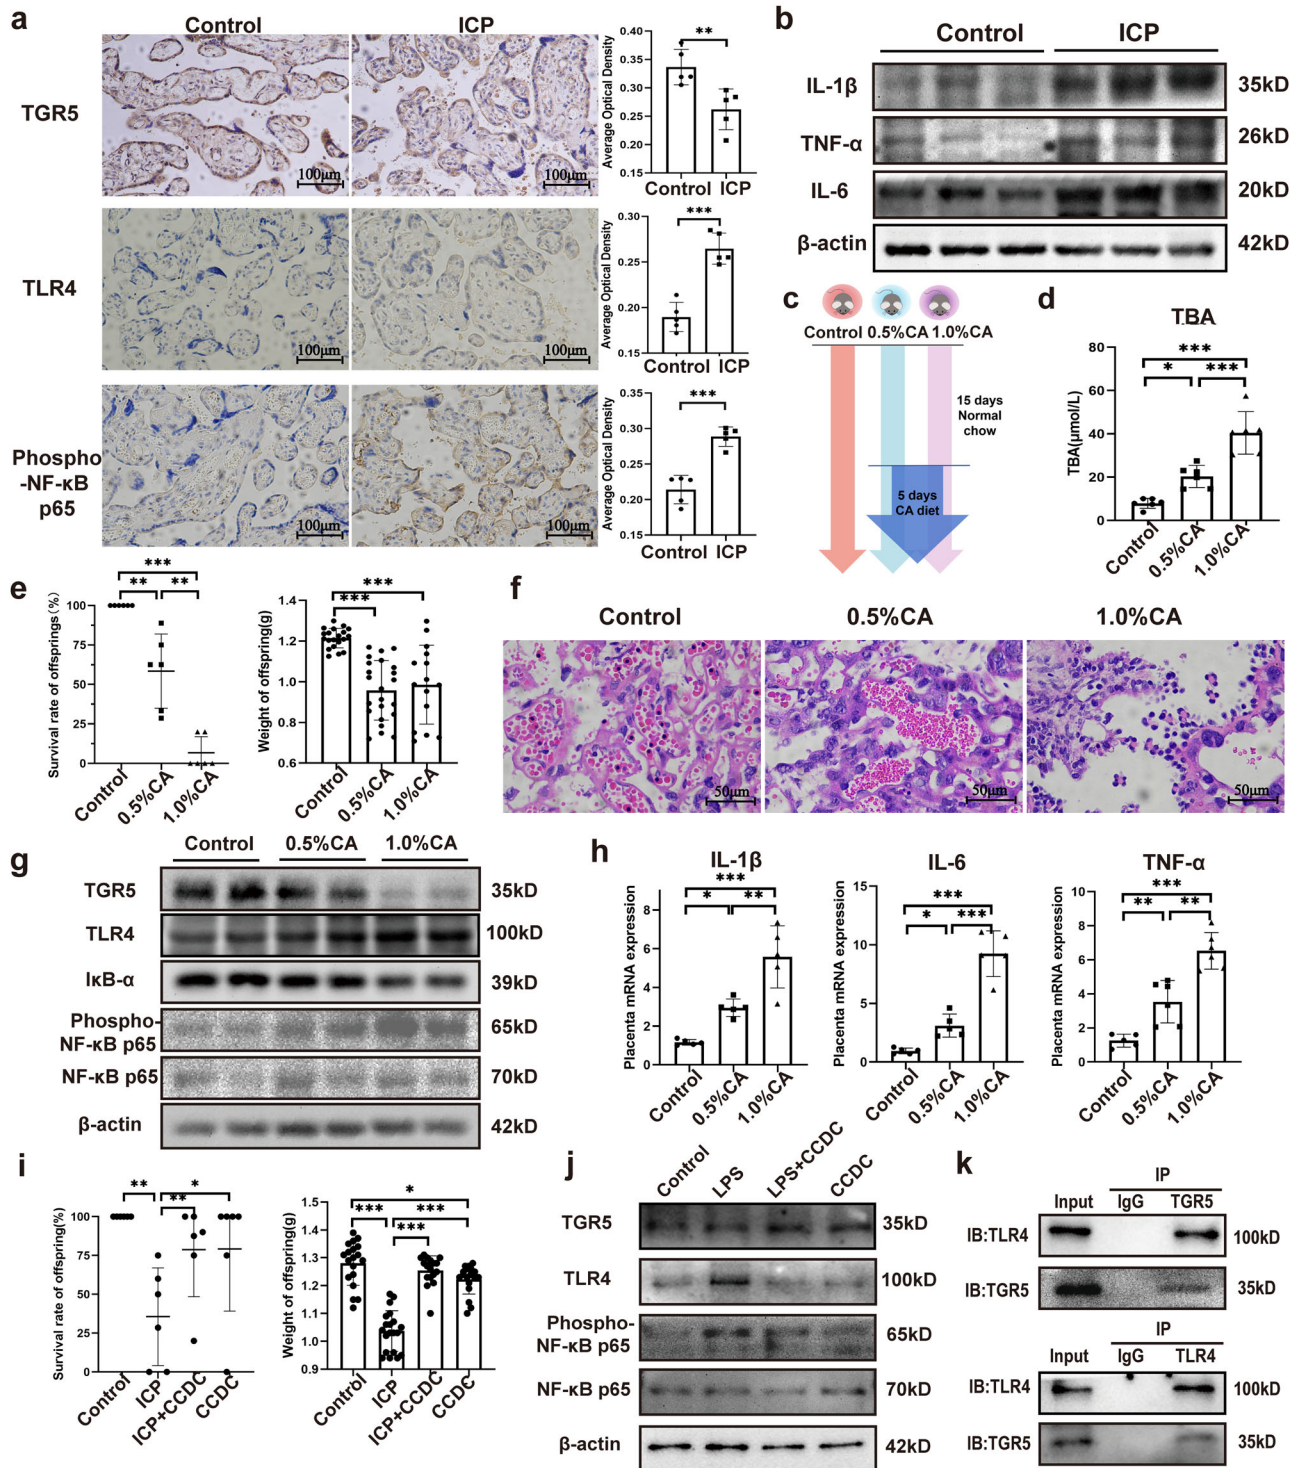 a
Control
ICP
TGR5
100μm
100μm
Average Optical Density
0.40
0.35
0.30
0.25
0.20
0.15
**
Control ICP
TLR4
100μm
100μm
Average Optical Density
0.30
0.25
0.20
0.15
***
Control ICP
Phospho
-NF-κB
p65
100μm
100μm
Average Optical Density
0.35
0.30
0.25
0.20
0.15
***
Control ICP
b
Control
ICP
IL-1β
35kD
TNF-α
26kD
IL-6
20kD
β-actin
42kD
c
Control 0.5%CA 1.0%CA
15 days
Normal
chow
5 days
CA diet
d
TBA
TBA(μmol/L)
80
60
40
20
0
***
*
***
Control
0.5%CA
1.0%CA
e
Survival rate of offsprings(%)
100
75
50
25
0
***
**
**
Control
0.5%CA
1.0%CA
Weight of offspring(g)
1.4
1.2
1.0
0.8
0.6
***
***
Control
0.5%CA
1.0%CA
f
Control
0.5%CA
1.0%CA
50μm
50μm
50μm
g
Control
0.5%CA
1.0%CA
TGR5
35kD
TLR4
100kD
IκB-α
39kD
Phospho-
NF-κB p65
65kD
NF-κB p65
70kD
β-actin
42kD
h
IL-1β
Placenta mRNA expression
8
6
4
2
0
***
*
**
Control
0.5%CA
1.0%CA
IL-6
Placenta mRNA expression
15
10
5
0
***
*
***
Control
0.5%CA
1.0%CA
TNF-α
Placenta mRNA expression
10
8
6
4
2
0
***
**
**
Control
0.5%CA
1.0%CA
i
Survival rate of offspring(%)
100
75
50
25
0
**
*
**
Control
ICP
ICP+CCDC
CCDC
Weight of offspring(g)
1.5
1.4
1.3
1.2
1.1
1.0
0.9
*
***
***
***
Control
ICP
ICP+CCDC
CCDC
j
Control
LPS
LPS+CCDC
CCDC
TGR5
35kD
TLR4
100kD
Phospho-
NF-κB p65
65kD
NF-κB p65
70kD
β-actin
42kD
k
IP
Input IgG TGR5
IB:TLR4
100kD
IB:TGR5
35kD
IP
Input IgG TLR4
IB:TLR4
100kD
IB:TGR5
35kD